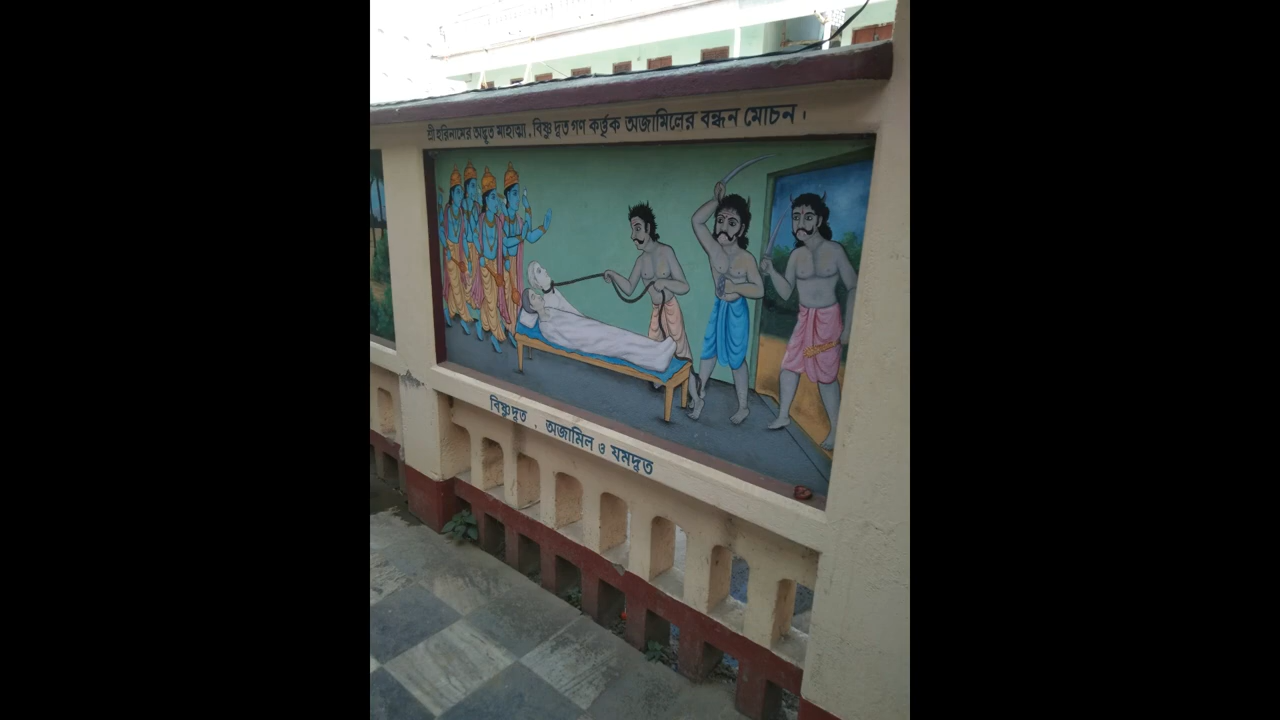 শ্রী হরিনামের অদ্ভুত মাহাত্ম্য . বিষ্ণু দূত গণ কর্ত্তৃক অজামিলের বন্ধন মোচন ।
বিষ্ণুদূত . অজামিল ও যমদূত